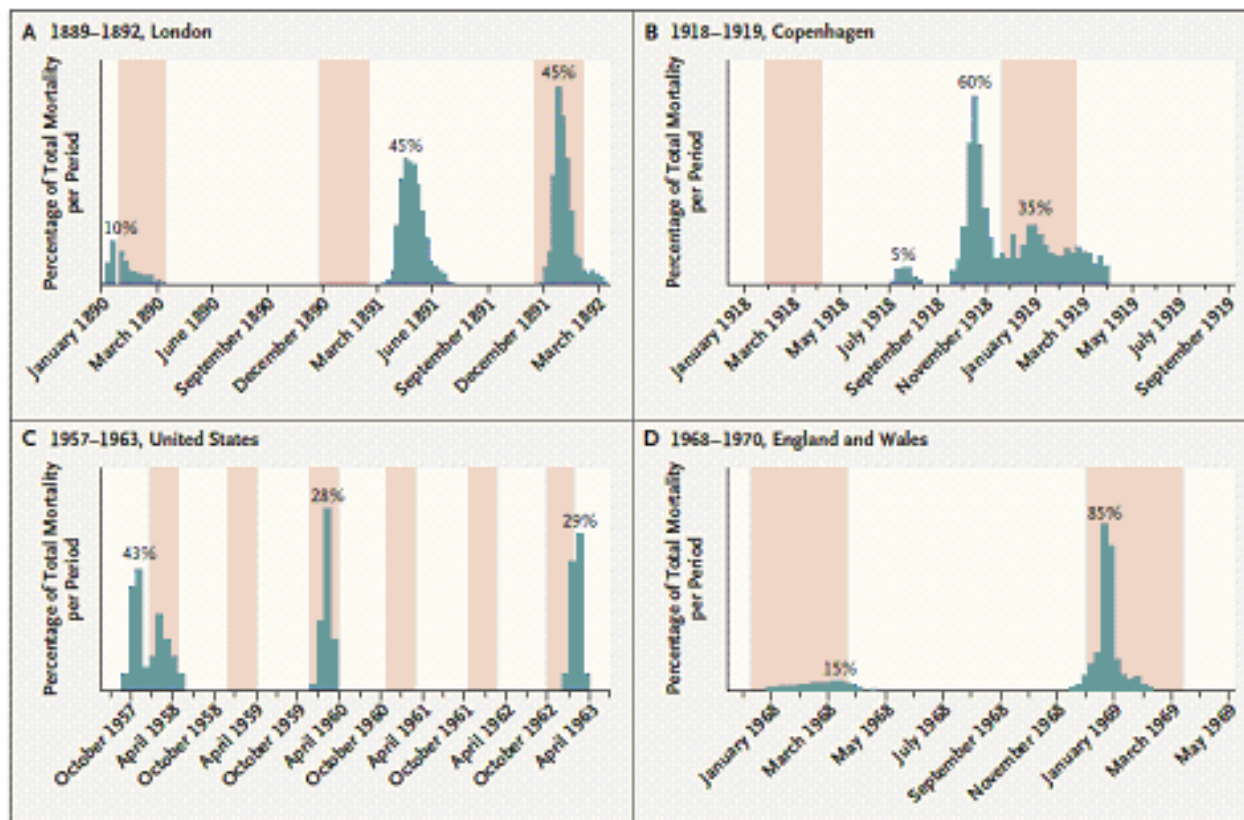 A 1889–1892, London
Percentage of Total Mortality
per Period
10%
45%
45%
January 1890
March 1890
June 1890
September 1890
December 1890
March 1891
June 1891
September 1891
December 1891
March 1892
B 1918–1919, Copenhagen
Percentage of Total Mortality
per Period
5%
60%
35%
January 1918
March 1918
May 1918
July 1918
September 1918
November 1918
January 1919
March 1919
May 1919
July 1919
September 1919
C 1957–1963, United States
Percentage of Total Mortality
per Period
43%
28%
29%
October 1957
April 1958
October 1958
April 1959
October 1959
April 1960
October 1960
April 1961
October 1961
April 1962
October 1962
April 1963
D 1968–1970, England and Wales
Percentage of Total Mortality
per Period
15%
85%
January 1968
March 1968
May 1968
July 1968
September 1968
November 1968
January 1969
March 1969
May 1969